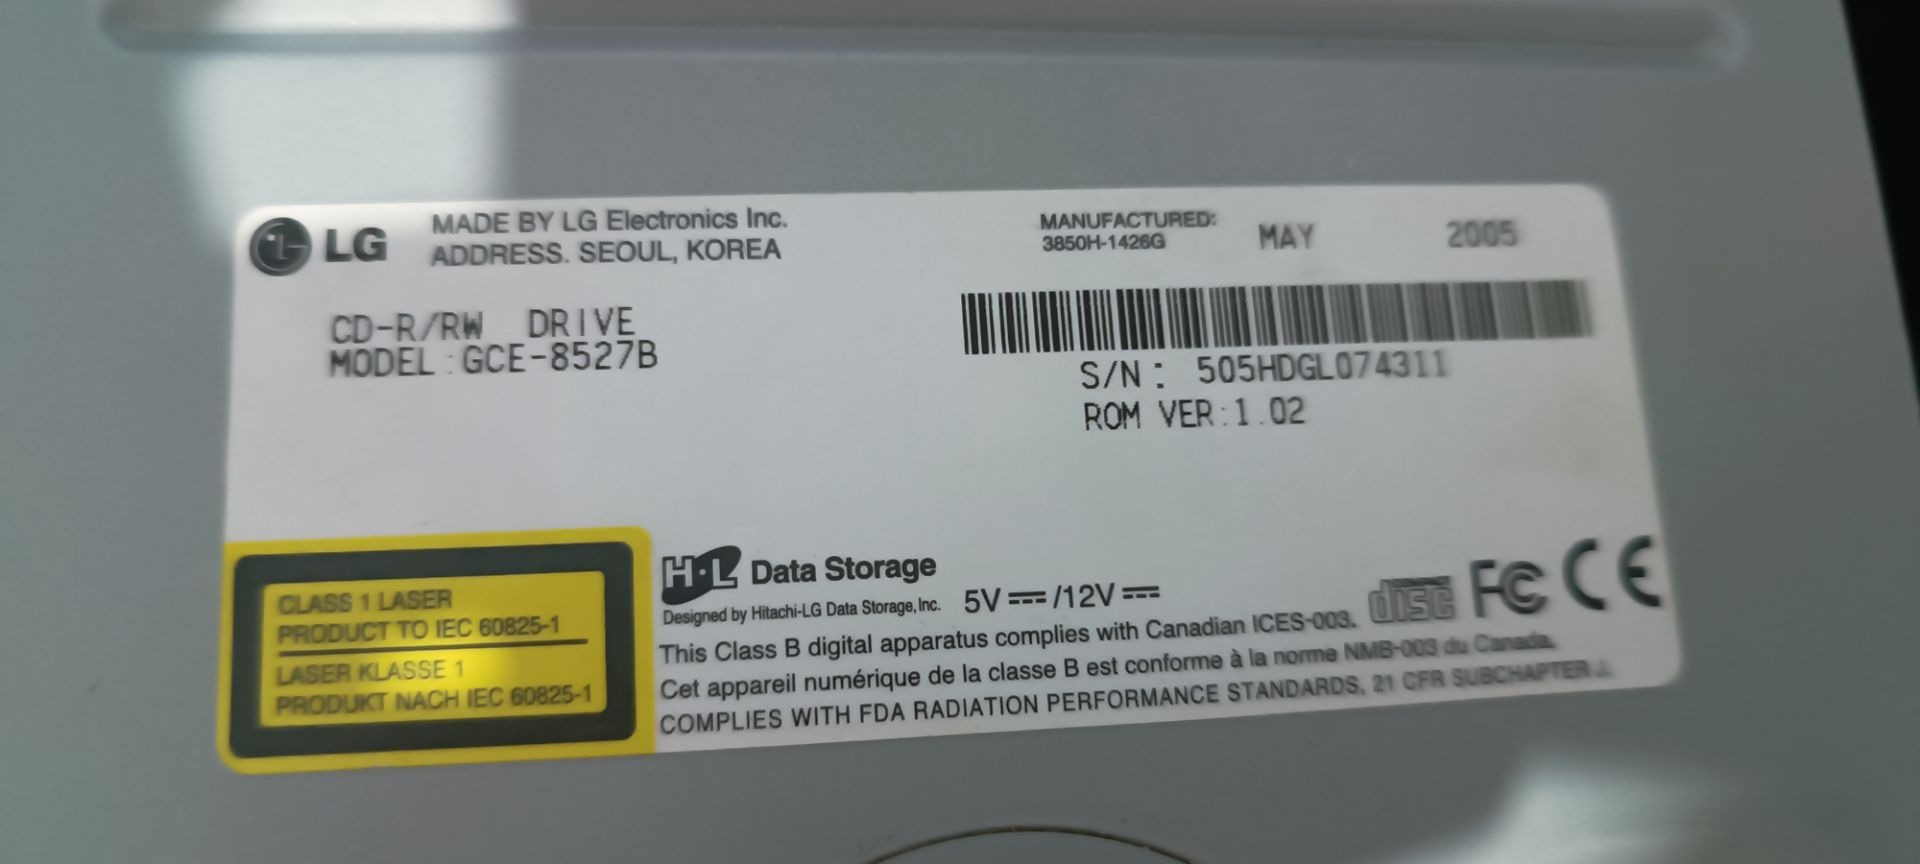 LG
MADE BY LG Electronics Inc.
ADDRESS. SEOUL, KOREA
MANUFACTURED:
3850H-1426G
MAY 2005
CD-R/RW DRIVE
MODEL:GCE-8527B
S/N: 505HDGL074311
ROM VER:1.02
CLASS 1 LASER
PRODUCT TO IEC 60825-1
LASER KLASSE 1
PRODUKT NACH IEC 60825-1
H·L Data Storage
Designed by Hitachi-LG Data Storage, Inc.
5V⎓/12V⎓
COMPACT
disc
FC CE
This Class B digital apparatus complies with Canadian ICES-003.
Cet appareil numérique de la classe B est conforme à la norme NMB-003 du Canada.
COMPLIES WITH FDA RADIATION PERFORMANCE STANDARDS, 21 CFR SUBCHAPTER J.